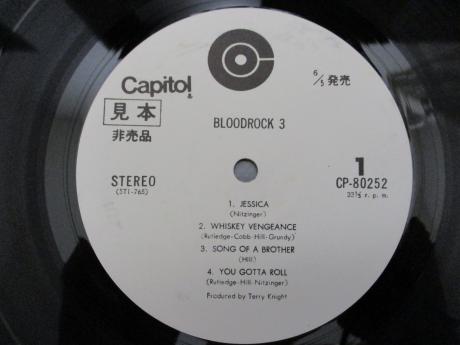 Capitol
®
見本
非売品
6/5 発売
BLOODROCK 3
STEREO
(STI-765)
1
CP-80252
33⅓ r. p. m.
1. JESSICA
(Nitzinger)
2. WHISKEY VENGEANCE
(Rutledge-Cobb-Hill-Grundy)
3. SONG OF A BROTHER
(Hill)
4. YOU GOTTA ROLL
(Rutledge-Hill-Nitzinger)
Produced by Terry Knight